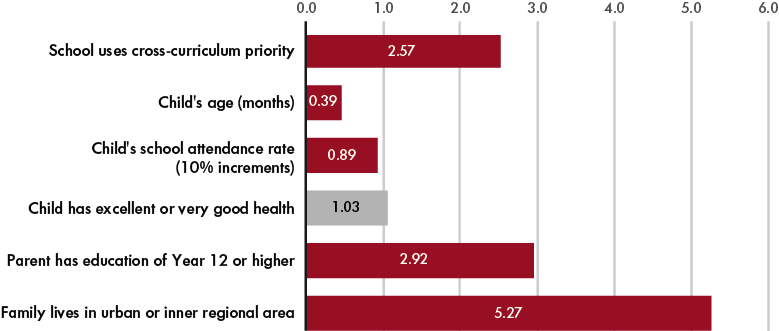 0.0 1.0 2.0 3.0 4.0 5.0 6.0
School uses cross-curriculum priority 2.57
Child's age (months) 0.39
Child's school attendance rate
(10% increments) 0.89
Child has excellent or very good health 1.03
Parent has education of Year 12 or higher 2.92
Family lives in urban or inner regional area 5.27